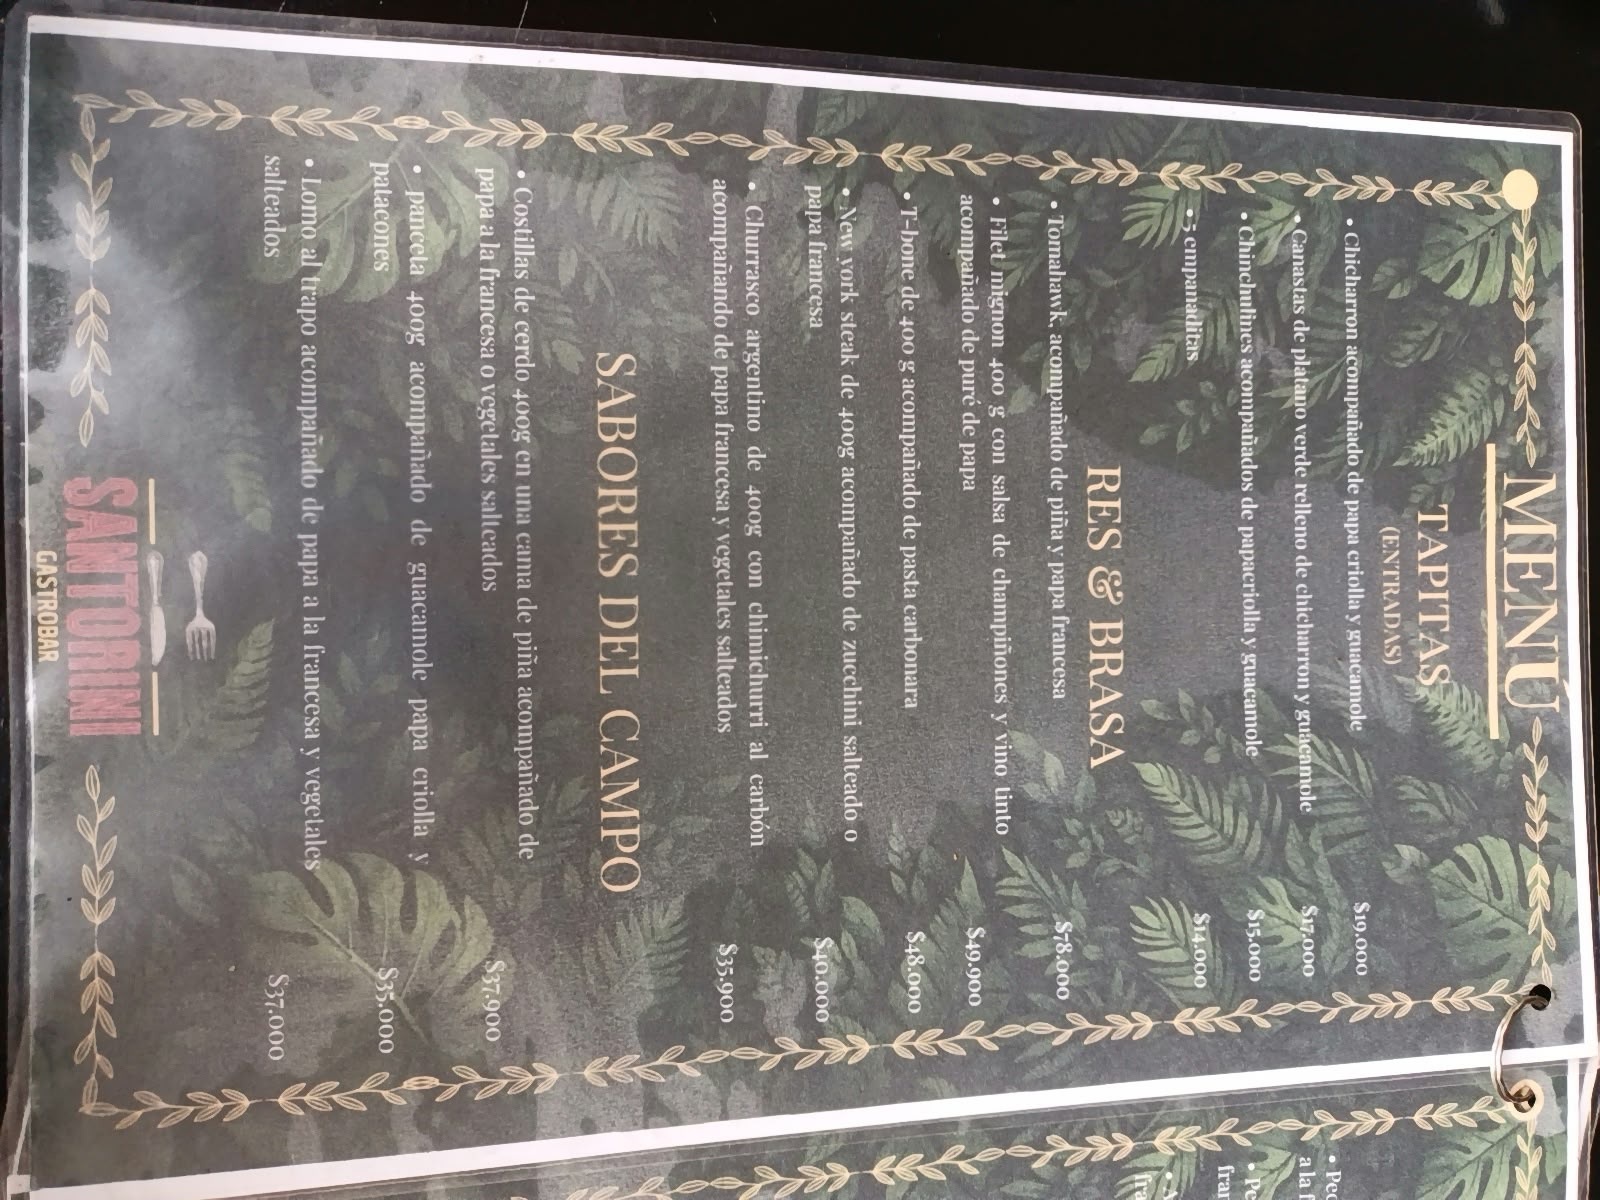 MENÚ
TAPITAS
(ENTRADAS)
• Chicharron acompañado de papa criolla y guacamole $19.000
• Canastas de platano verde relleno de chicharron y guacamole $17.000
• Chinchulines acompañados de papacriolla y guacamole $15.000
• 5 empanaditas $14.000
RES & BRASA
• Tomahawk, acompañado de piña y papa francesa $78.000
• Filet mignon 400 g con salsa de champiñones y vino tinto
acompañado de puré de papa $49.900
• T-bone de 400 g acompañado de pasta carbonara $48.000
• New york steak de 400g acompañado de zucchini salteado o
papa francesa $40.000
• Churrasco argentino de 400g con chimichurri al carbón
acompañando de papa francesa y vegetales salteados $35.900
SABORES DEL CAMPO
• Costillas de cerdo 400g en una cama de piña acompañado de
papa a la francesa o vegetales salteados $37.900
• panceta 400g acompañado de guacamole papa criolla y
patacones $35.000
• Lomo al trapo acompañado de papa a la francesa y vegetales
salteados $37.000
SANTORINI
GASTROBAR